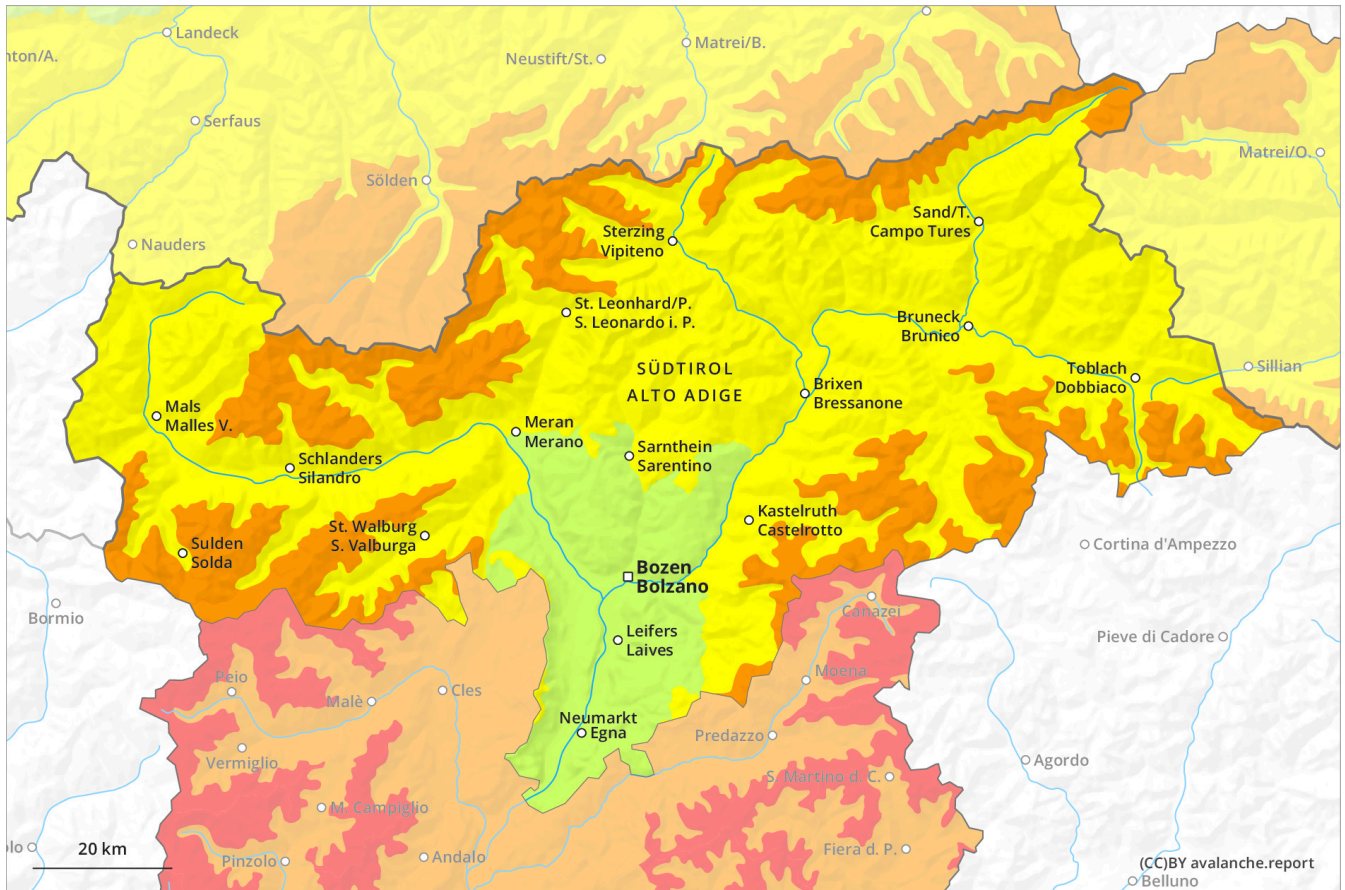 Landeck
Matrei/B.
nton/A.
Neustift/St.
Serfaus
Matrei/O.
Sölden
Sand/T.
Campo Tures
Sterzing
Vipiteno
Nauders
St. Leonhard/P.
S. Leonardo i. P.
Bruneck
Brunico
SÜDTIROL
ALTO ADIGE
Sillian
Toblach
Dobbiaco
Brixen
Bressanone
Mals
Malles V.
Meran
Merano
Sarnthein
Sarentino
Schlanders
Silandro
Kastelruth
Castelrotto
St. Walburg
S. Valburga
Sulden
Solda
Cortina d'Ampezzo
Bozen
Bolzano
Bormio
Canazei
Leifers
Laives
Pieve di Cadore
Moena
Peio
Cles
Malè
Neumarkt
Egna
Predazzo
Vermiglio
Agordo
S. Martino d. C.
M. Campiglio
olo
20 km
Pinzolo
Andalo
Fiera d. P.
(CC)BY avalanche.report
Belluno